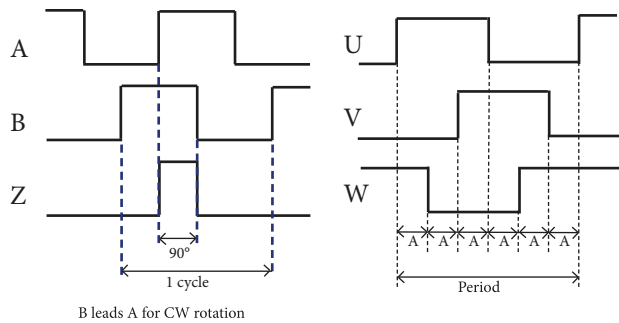 A
B
Z
90°
1 cycle
B leads A for CW rotation
U
V
W
A A A A A A
Period